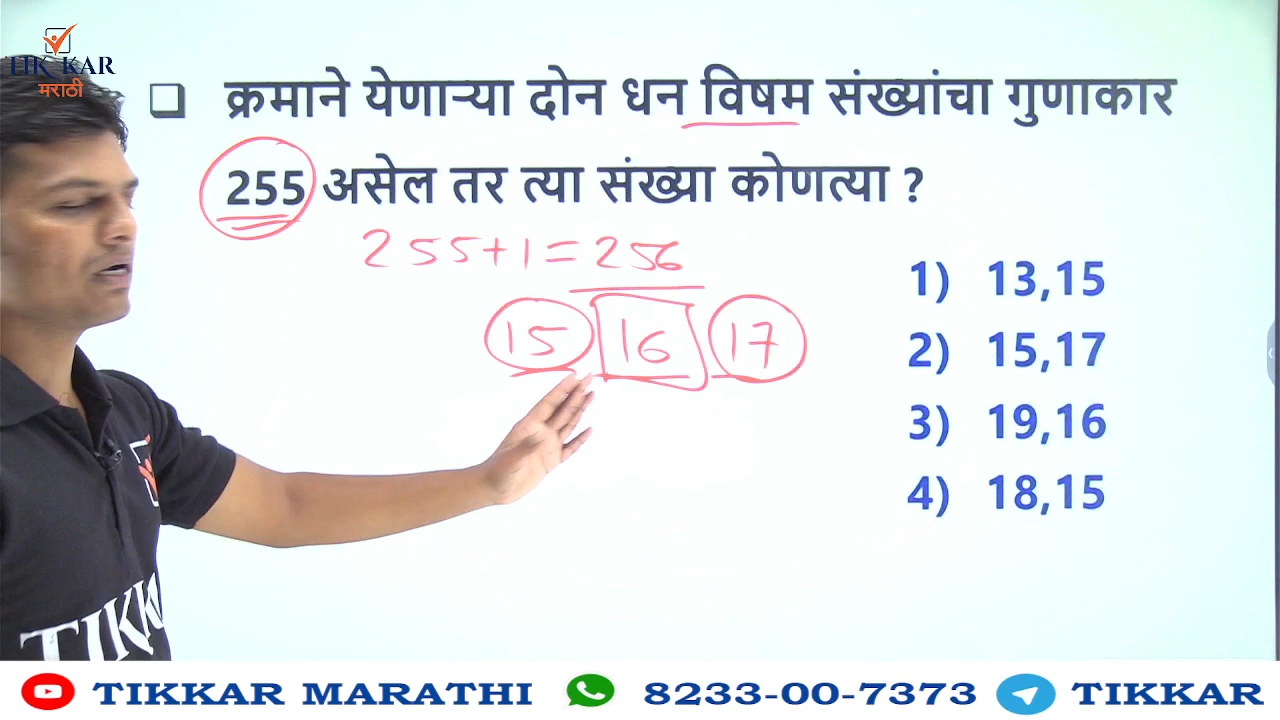 TIKKAR
मराठी
❑ क्रमाने येणाऱ्या दोन धन विषम संख्यांचा गुणाकार
255 असेल तर त्या संख्या कोणत्या ?
255+1=256
15 16 17
1) 13,15
2) 15,17
3) 19,16
4) 18,15
TIKK
TIKKAR MARATHI 8233-00-7373 TIKKAR